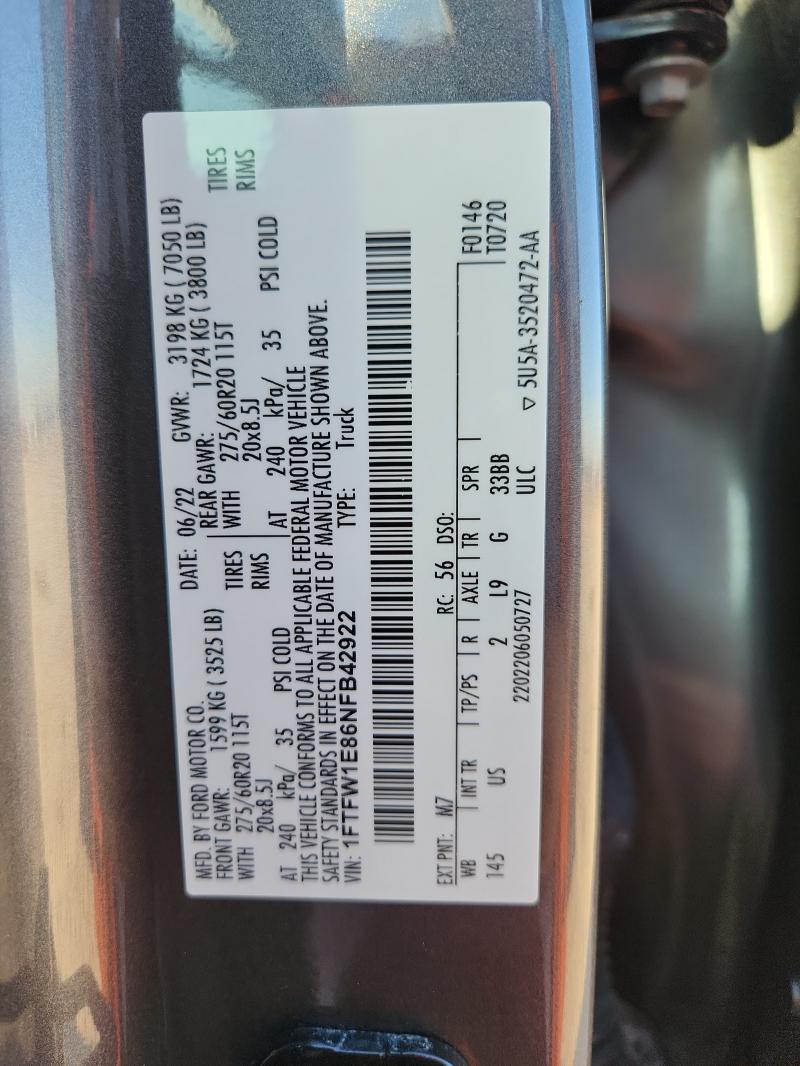 MFD. BY FORD MOTOR CO. DATE: 06/22 GVWR: 3198 KG ( 7050 LB)
FRONT GAWR: 1599 KG ( 3525 LB) REAR GAWR: 1724 KG ( 3800 LB)
WITH 275/60R20 115T TIRES WITH 275/60R20 115T TIRES
20x8.5J RIMS 20x8.5J RIMS
AT 240 kPa/ 35 PSI COLD AT 240 kPa/ 35 PSI COLD
THIS VEHICLE CONFORMS TO ALL APPLICABLE FEDERAL MOTOR VEHICLE
SAFETY STANDARDS IN EFFECT ON THE DATE OF MANUFACTURE SHOWN ABOVE.
VIN: 1FTFW1E86NFB42922 TYPE: Truck
EXT PNT: M7 RC: 56 DSO:
WB INT TR TP/PS R AXLE TR SPR F0146
145 US 2 L9 G 33BB T0720
2202206050727 ULC
▽ 5U5A-3520472-AA